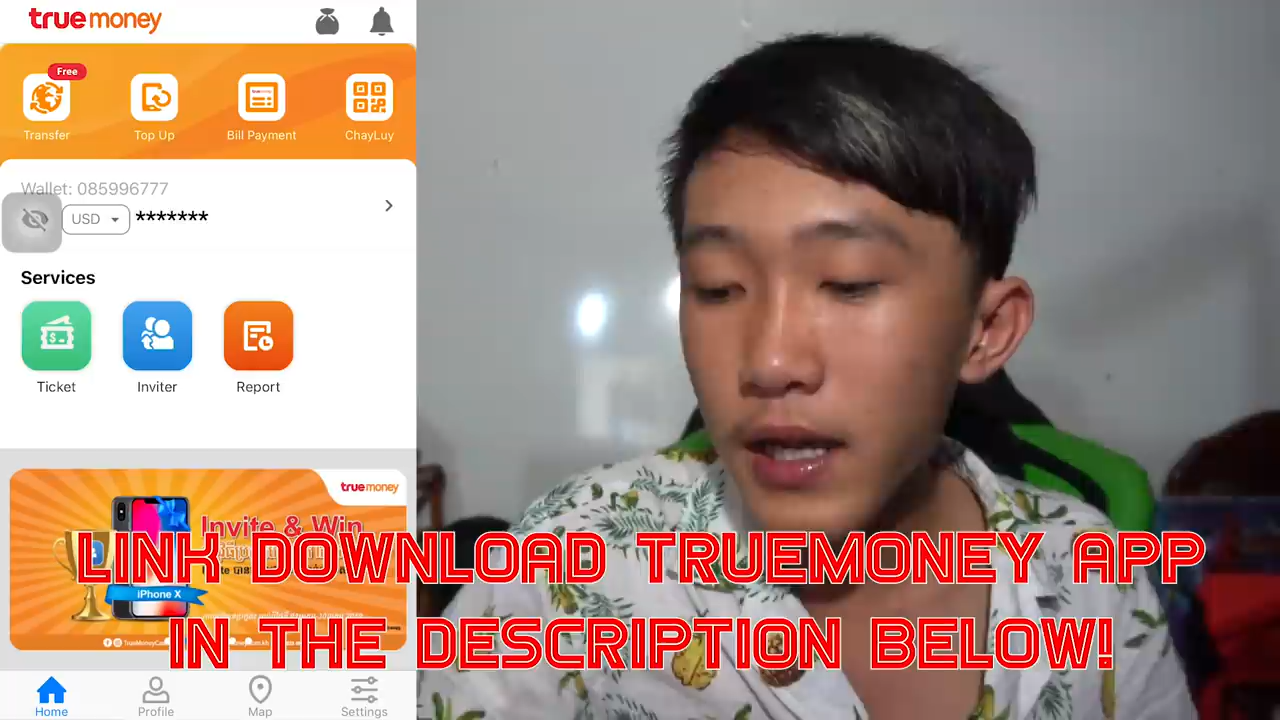 truemoney
Free
Transfer
Top Up
Bill Payment
ChayLuy
Wallet: 085996777
USD
*******
Services
Ticket
Inviter
Report
truemoney
Invite & Win
iPhone X
LINK DOWNLOAD TRUEMONEY APP
IN THE DESCRIPTION BELOW!
Home
Profile
Map
Settings